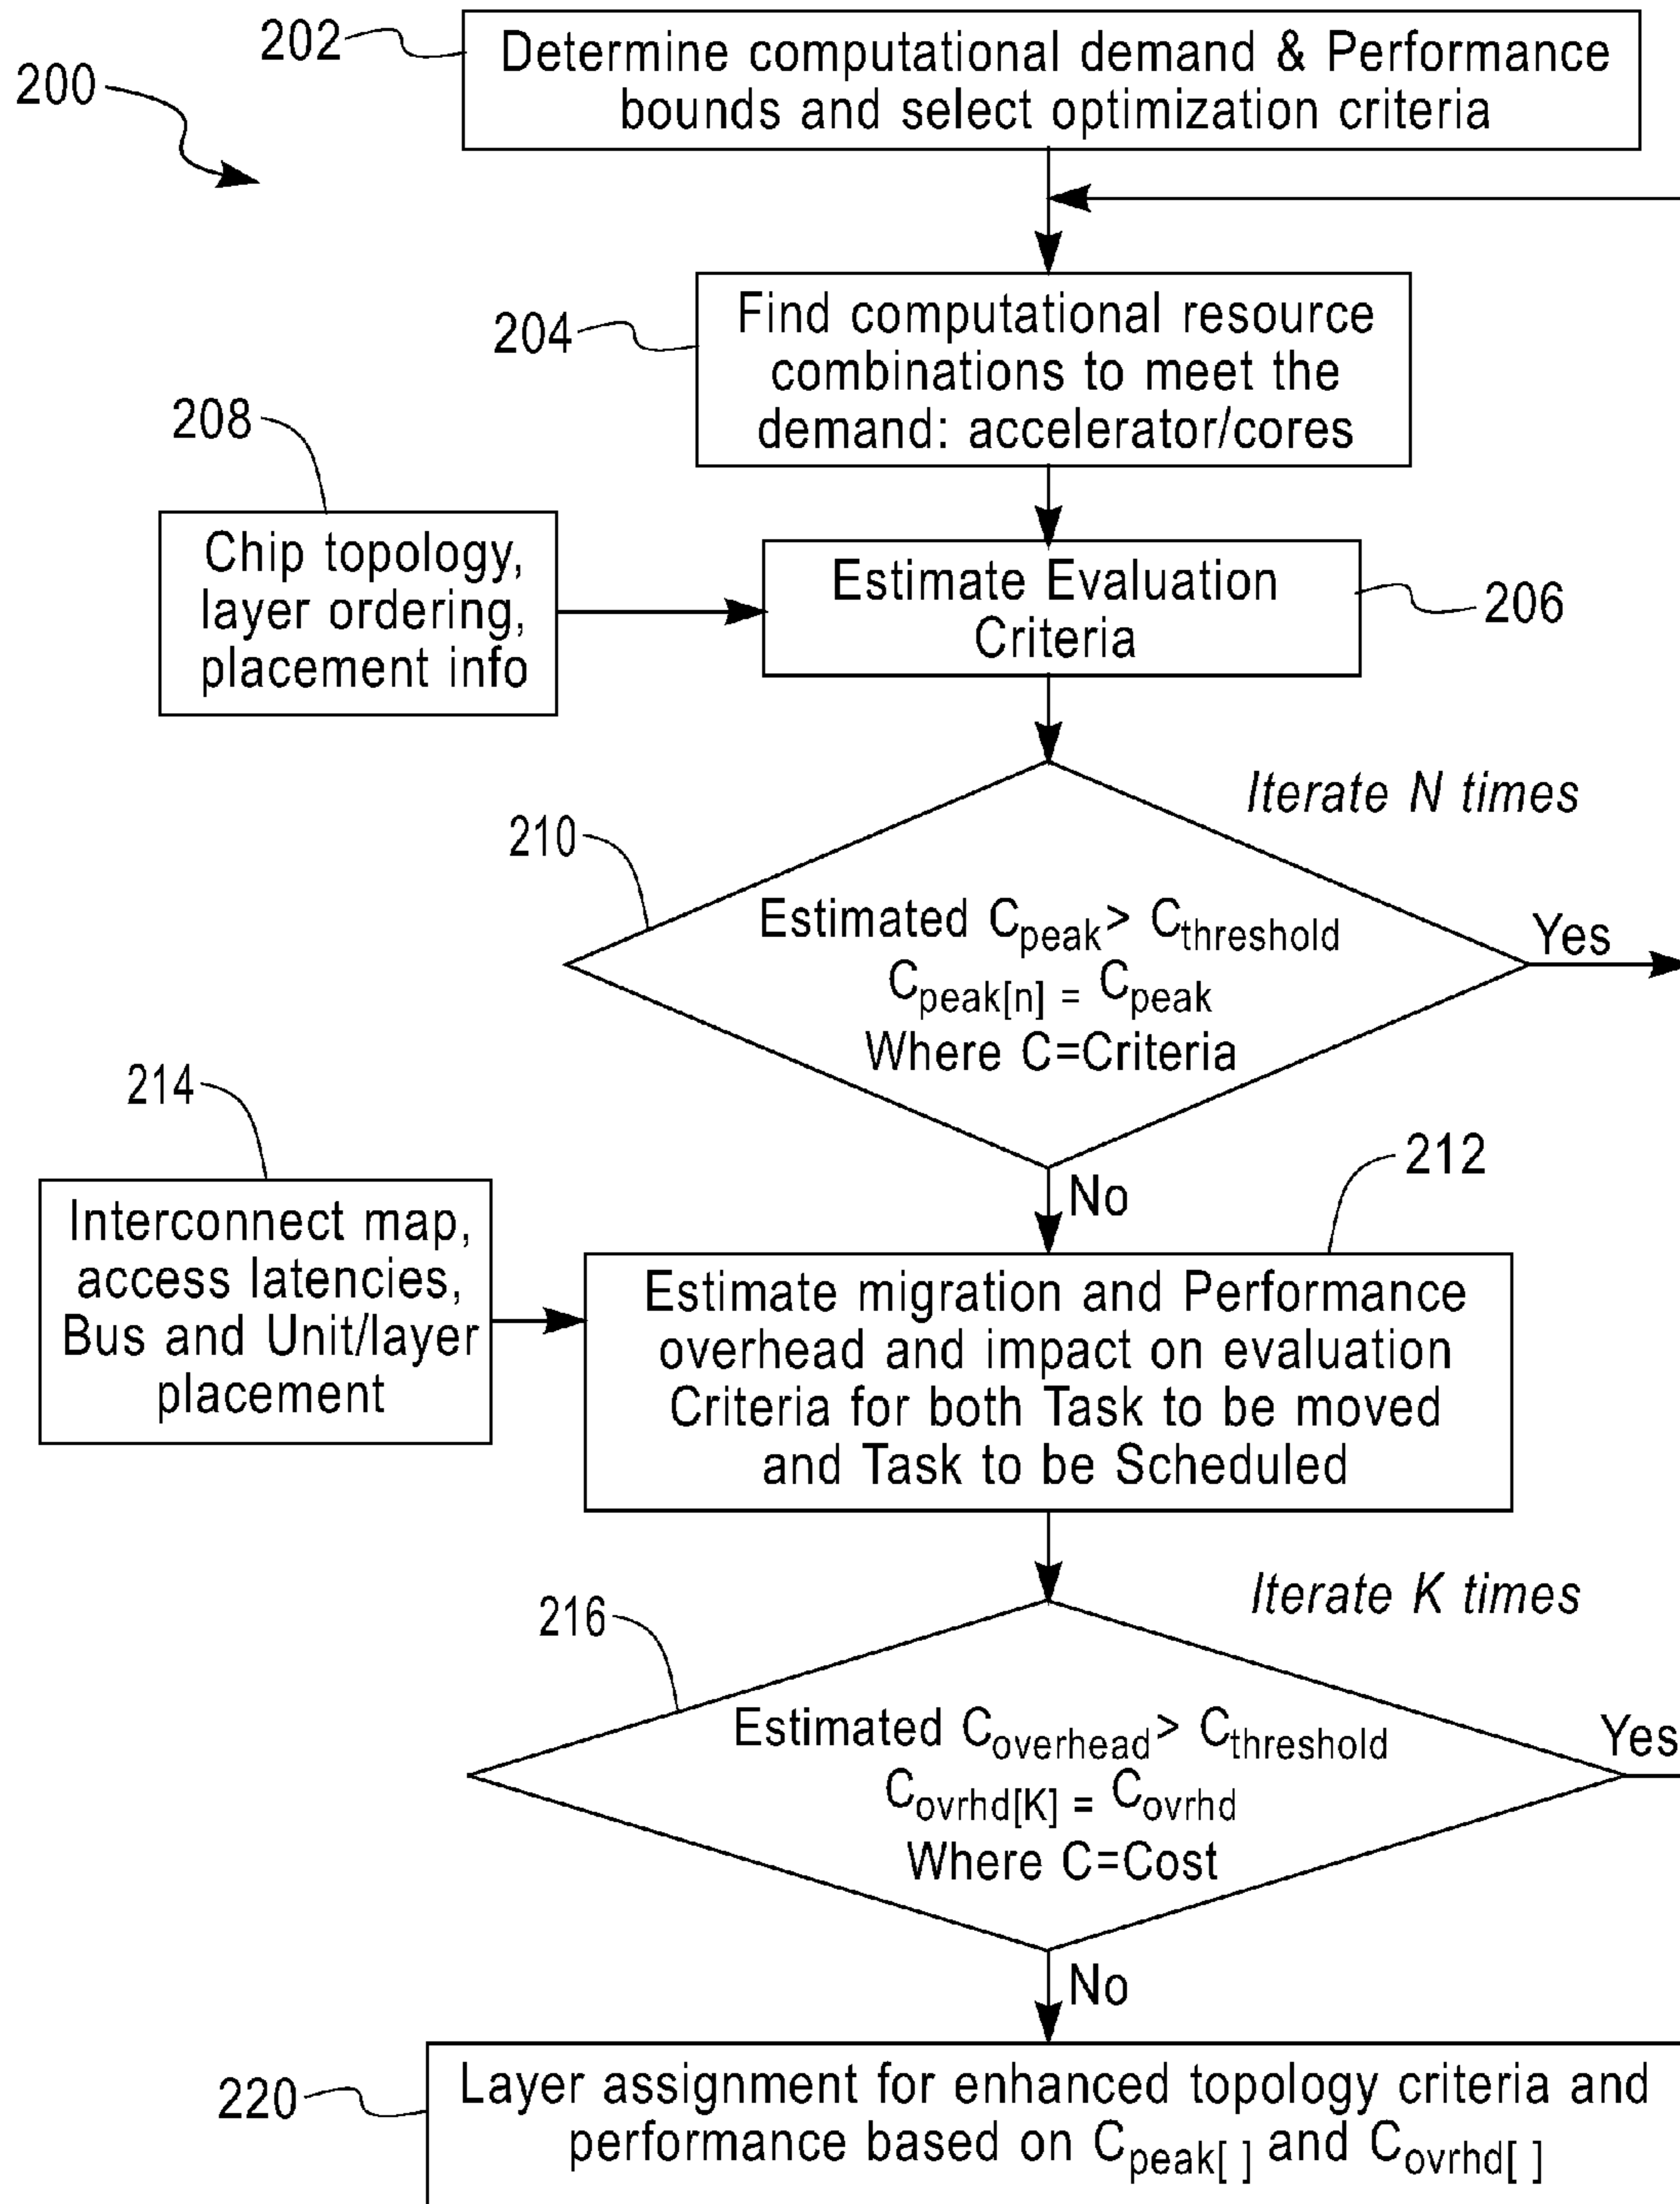 202
Determine computational demand & Performance
bounds and select optimization criteria
200
204
Find computational resource
combinations to meet the
demand: accelerator/cores
208
Chip topology,
layer ordering,
placement info
Estimate Evaluation
Criteria
206
Iterate N times
210
Estimated Cpeak> Cthreshold
Cpeak[n] = Cpeak
Where C=Criteria
Yes
No
214
Interconnect map,
access latencies,
Bus and Unit/layer
placement
212
Estimate migration and Performance
overhead and impact on evaluation
Criteria for both Task to be moved
and Task to be Scheduled
Iterate K times
216
Estimated Coverhead> Cthreshold
Covrhd[K] = Covrhd
Where C=Cost
Yes
No
220
Layer assignment for enhanced topology criteria and
performance based on Cpeak[ ] and Covrhd[ ]